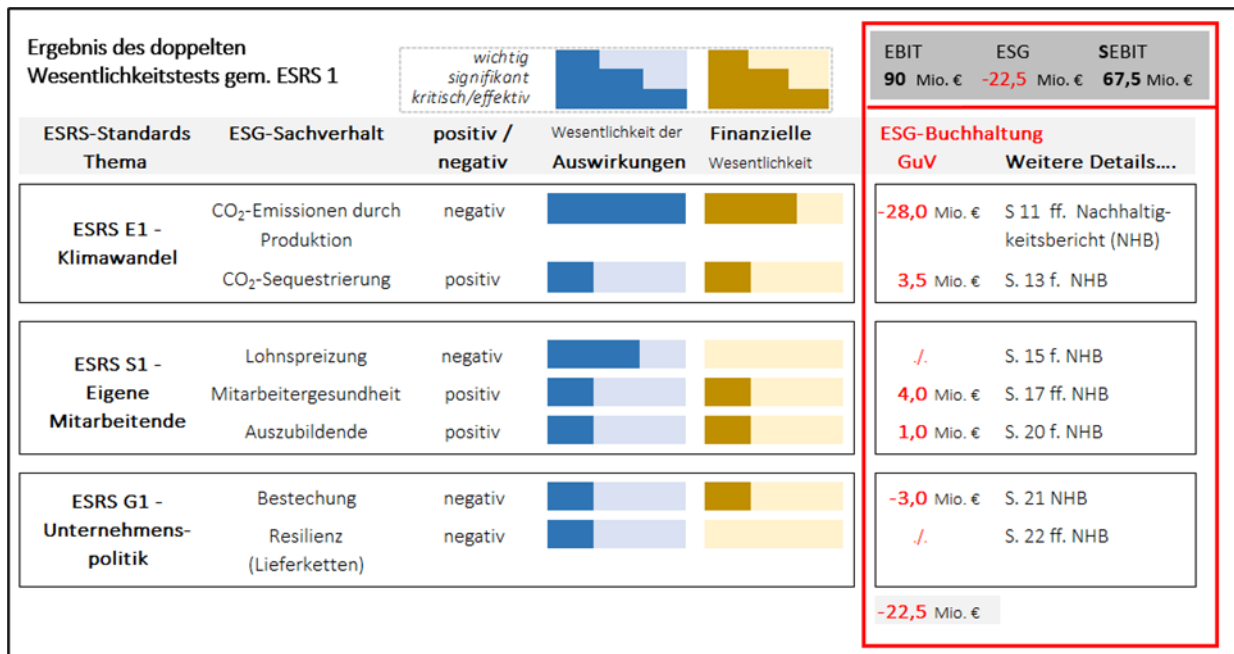 Ergebnis des doppelten
Wesentlichkeitstests gem. ESRS 1
wichtig
signifikant
kritisch/effektiv
EBIT ESG SEBIT
90 Mio. € -22,5 Mio. € 67,5 Mio. €
ESRS-Standards ESG-Sachverhalt positiv / Wesentlichkeit der Finanzielle ESG-Buchhaltung
Thema negativ Auswirkungen Wesentlichkeit GuV Weitere Details....
ESRS E1 -
Klimawandel
CO₂-Emissionen durch negativ -28,0 Mio. € S 11 ff. Nachhaltig-
Produktion keitsbericht (NHB)
CO₂-Sequestrierung positiv 3,5 Mio. € S. 13 f. NHB
ESRS S1 -
Eigene
Mitarbeitende
Lohnspreizung negativ ./. S. 15 f. NHB
Mitarbeitergesundheit positiv 4,0 Mio. € S. 17 ff. NHB
Auszubildende positiv 1,0 Mio. € S. 20 f. NHB
ESRS G1 -
Unternehmens-
politik
Bestechung negativ -3,0 Mio. € S. 21 NHB
Resilienz negativ ./. S. 22 ff. NHB
(Lieferketten)
-22,5 Mio. €